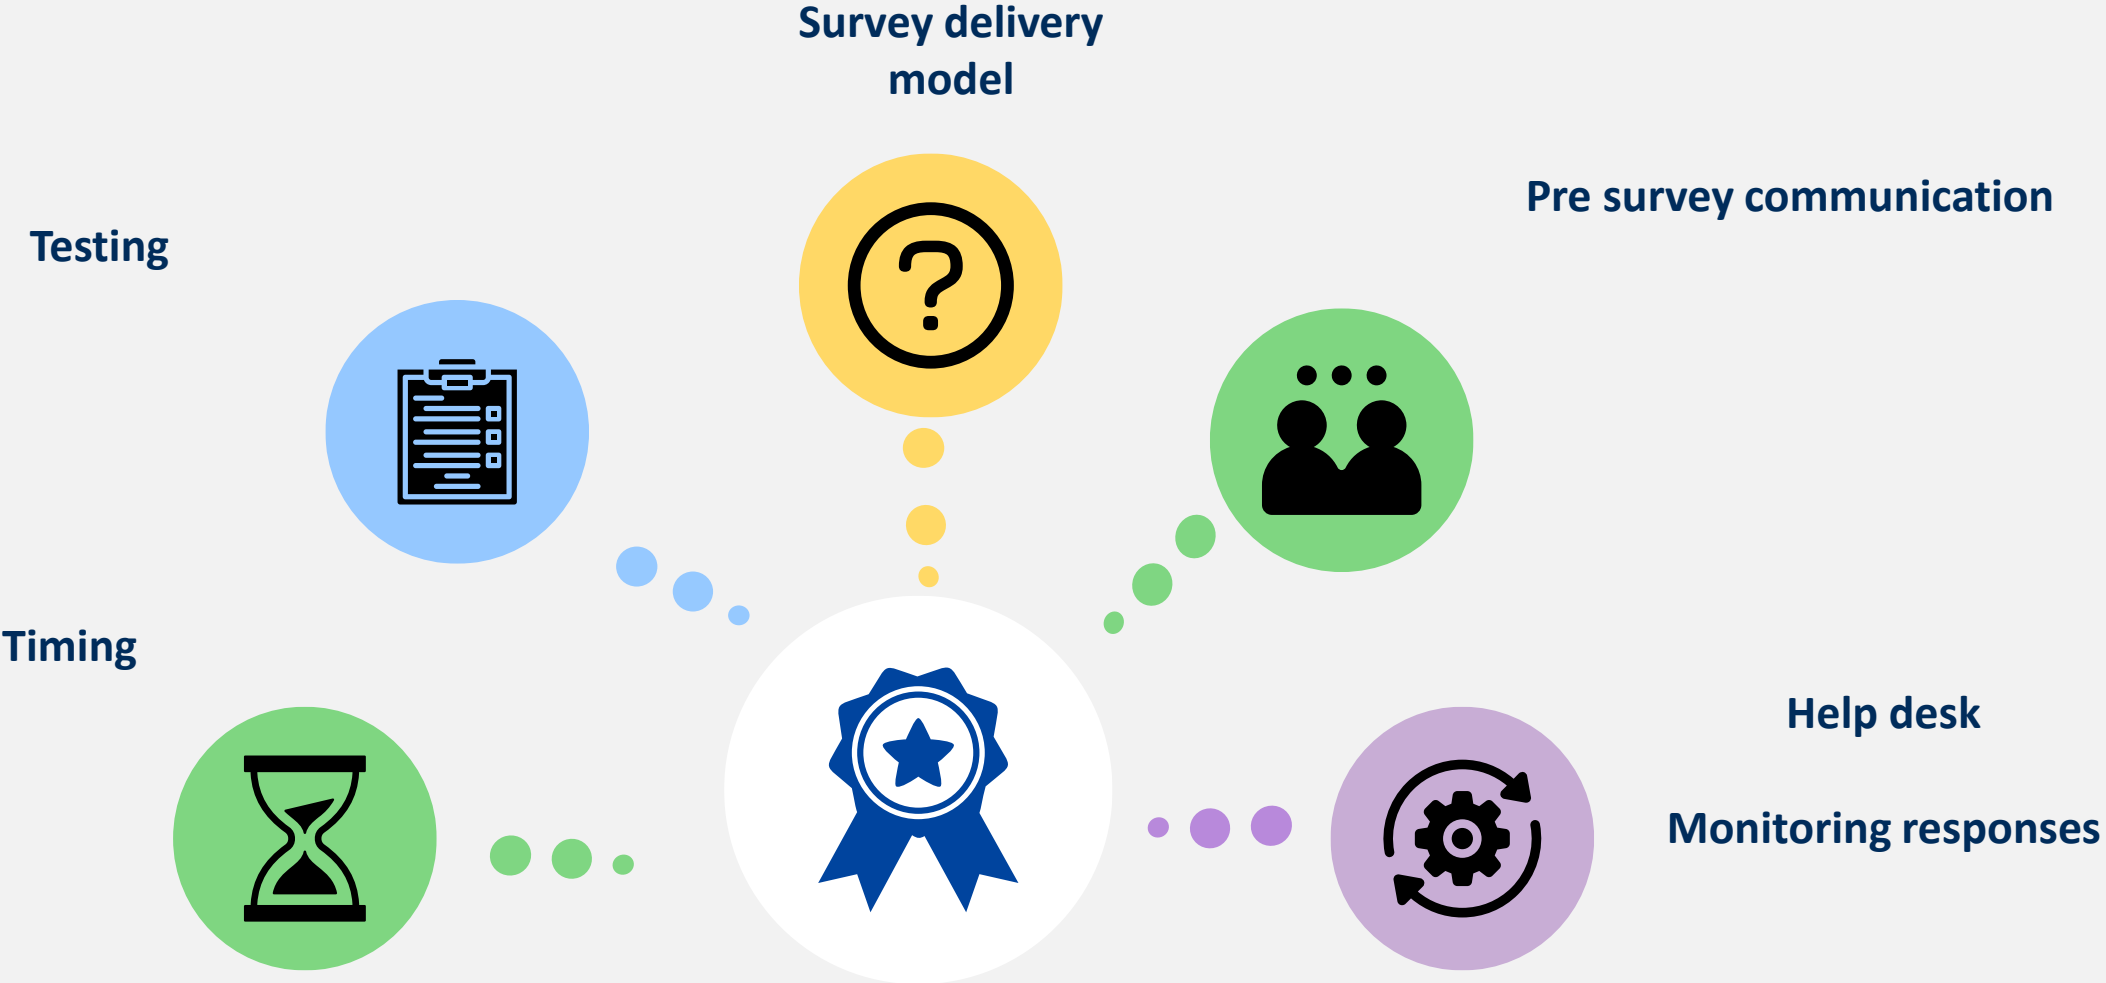 Survey delivery
model
Pre survey communication
Testing
Timing
Help desk
Monitoring responses